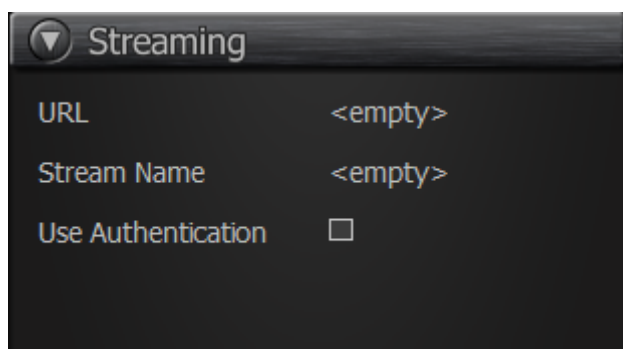 Streaming
URL <empty>
Stream Name <empty>
Use Authentication